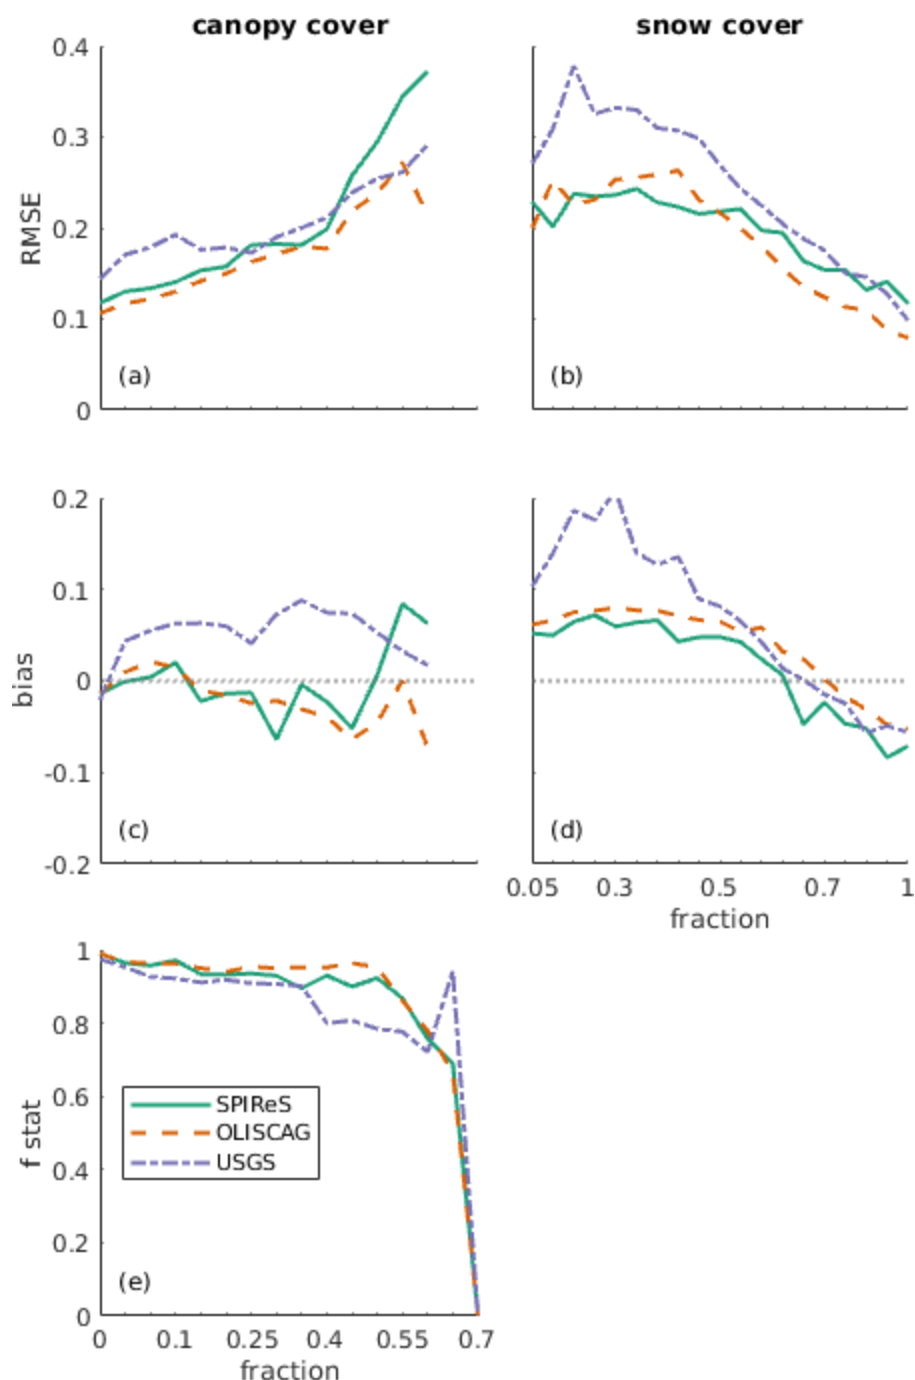 canopy cover
snow cover
0.4
0.3
0.2
0.1
0
RMSE
(a)
(b)
0.2
0.1
0
-0.1
-0.2
bias
(c)
(d)
0.05 0.3 0.5 0.7 1
fraction
1
0.8
0.6
0.4
0.2
0
f stat
SPIReS
OLISCAG
USGS
(e)
0 0.1 0.25 0.4 0.55 0.7
fraction